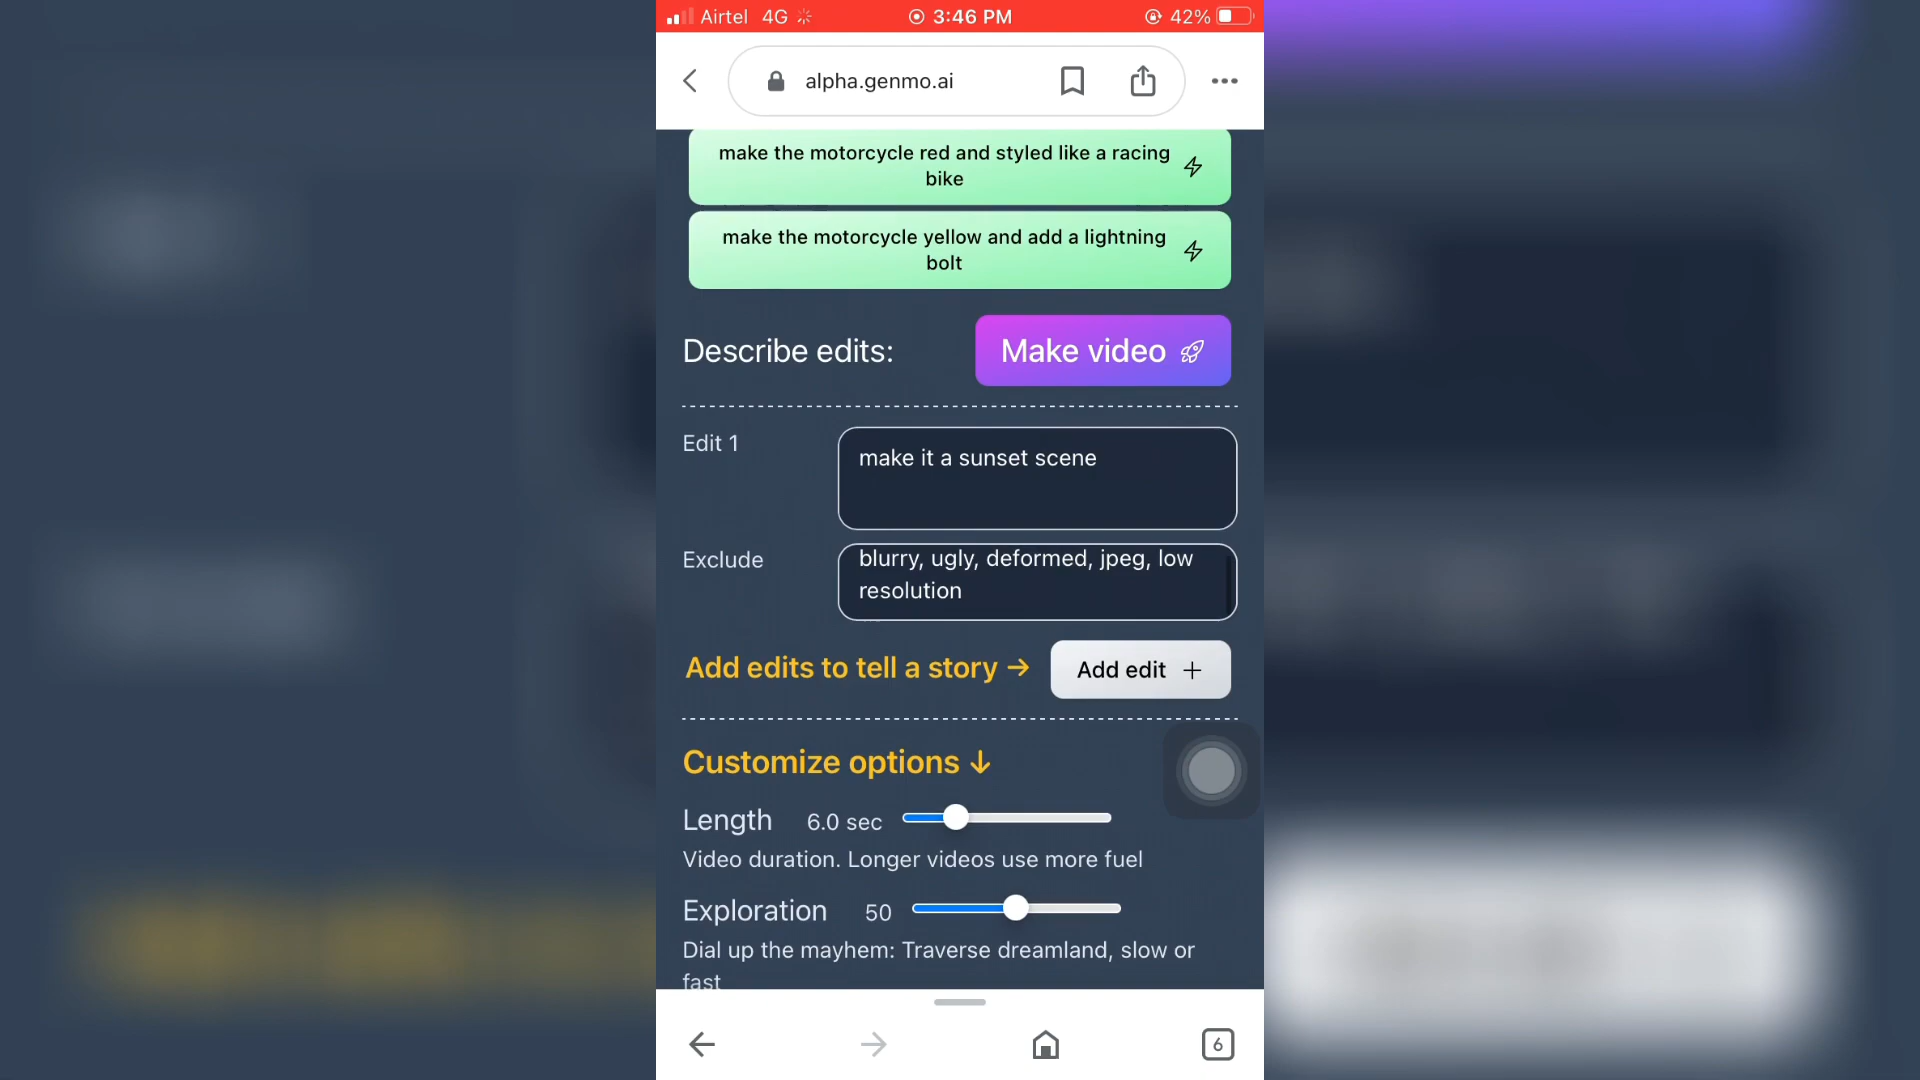 Airtel 4G 3:46 PM 42%
alpha.genmo.ai
make the motorcycle red and styled like a racing
bike
make the motorcycle yellow and add a lightning
bolt
Describe edits:
Make video
Edit 1
make it a sunset scene
Exclude
blurry, ugly, deformed, jpeg, low
resolution
Add edits to tell a story →
Add edit +
Customize options ↓
Length 6.0 sec
Video duration. Longer videos use more fuel
Exploration 50
Dial up the mayhem: Traverse dreamland, slow or
fast
6